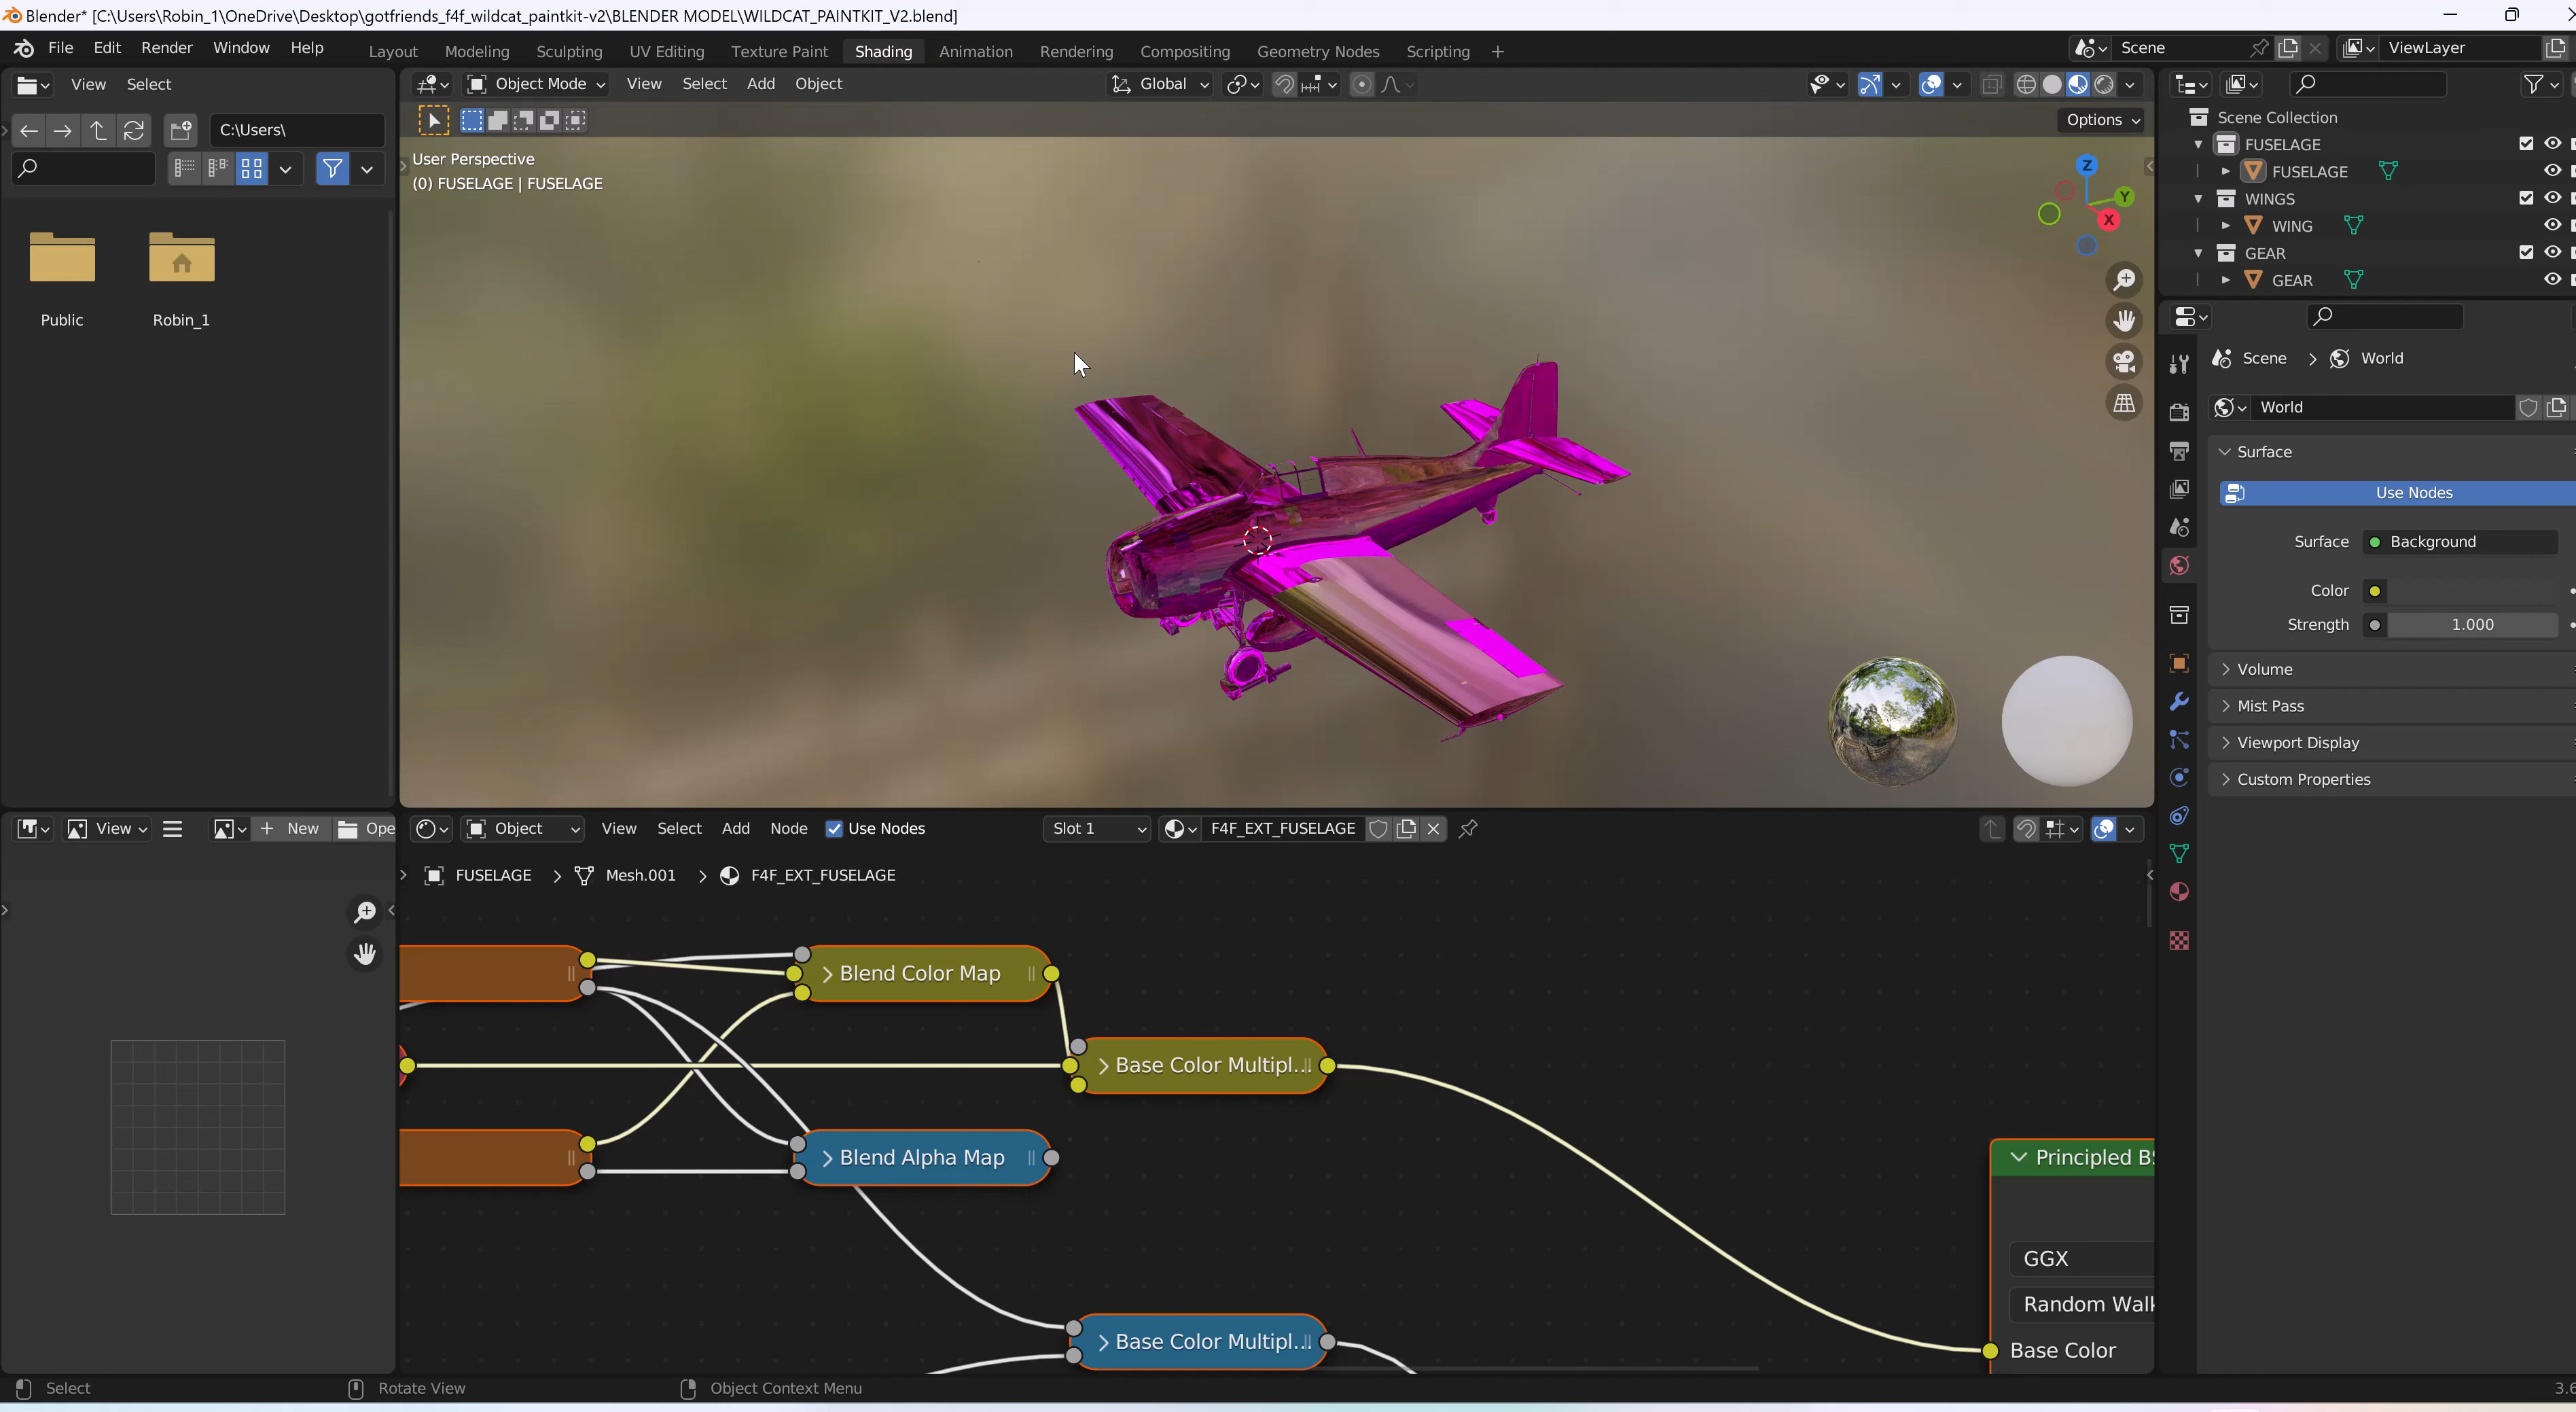 Blender* [C:\Users\Robin_1\OneDrive\Desktop\gotfriends_f4f_wildcat_paintkit-v2\BLENDER MODEL\WILDCAT_PAINTKIT_V2.blend]
File Edit Render Window Help Layout Modeling Sculpting UV Editing Texture Paint Shading Animation Rendering Compositing Geometry Nodes Scripting + Scene ViewLayer
View Select Object Mode View Select Add Object Global
C:\Users\ Options
User Perspective
(0) FUSELAGE | FUSELAGE
Public Robin_1
Z
Y
X
Scene Collection
FUSELAGE
FUSELAGE
WINGS
WING
GEAR
GEAR
Scene > World
World
Surface
Use Nodes
Surface Background
Color
Strength 1.000
Volume
Mist Pass
Viewport Display
Custom Properties
View New Ope Object View Select Add Node Use Nodes Slot 1 F4F_EXT_FUSELAGE
FUSELAGE > Mesh.001 > F4F_EXT_FUSELAGE
Blend Color Map
Base Color Multipl...
Blend Alpha Map
Principled BS
GGX
Random Walk
Base Color Multipl...
Base Color
Select Rotate View Object Context Menu 3.6